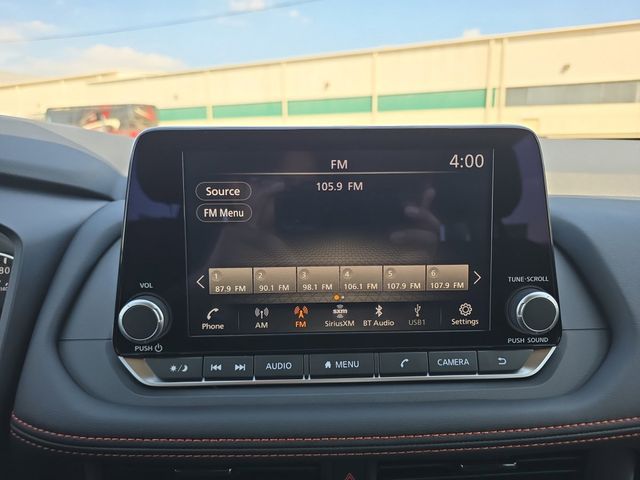 FM
4:00
Source
105.9 FM
FM Menu
1 2 3 4 5 6
87.9 FM 90.1 FM 98.1 FM 106.1 FM 107.9 FM 107.9 FM
VOL
TUNE·SCROLL
sxm
Phone AM FM SiriusXM BT Audio USB1 Settings
PUSH
PUSH SOUND
AUDIO MENU CAMERA